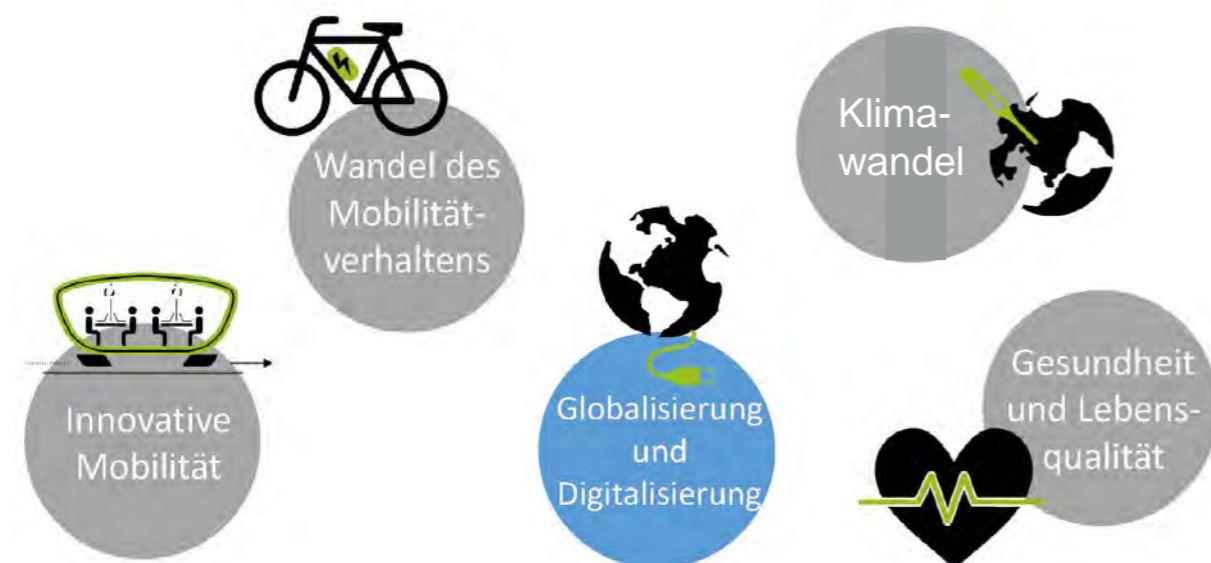 Wandel des
Mobilität-
verhaltens
Klima-
wandel
Innovative
Mobilität
Globalisierung
und
Digitalisierung
Gesundheit
und Lebens-
qualität